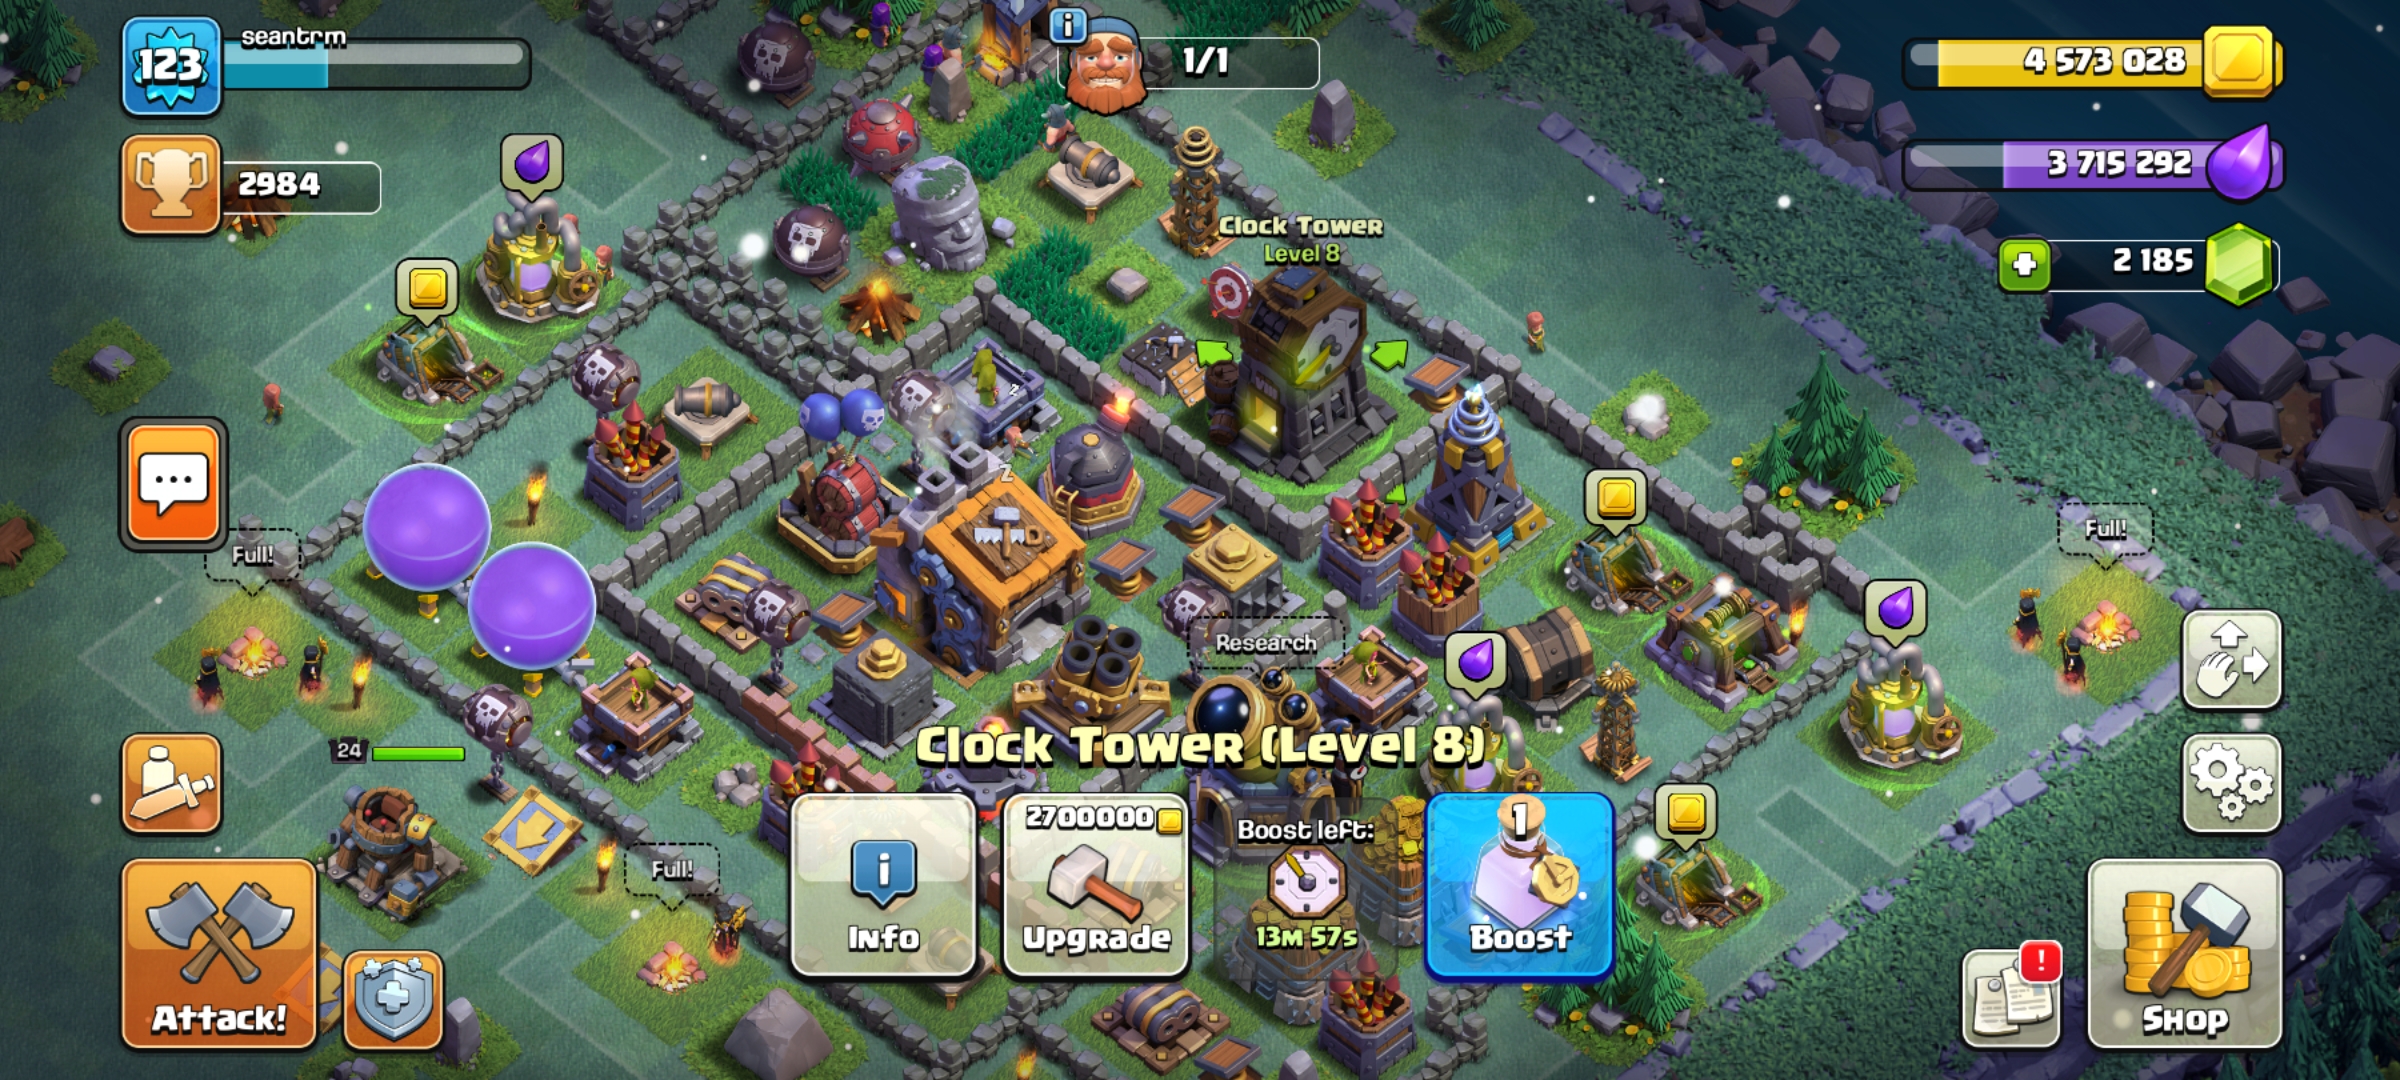 seantrm
123
1/1
4 573 028
2984
3 715 292
Clock Tower
Level 8
2 185
Full!
Full!
Research
Clock Tower (Level 8)
24
2700000
1
Boost left:
Full!
Info
Upgrade
13m 57s
Boost
!
Attack!
Shop